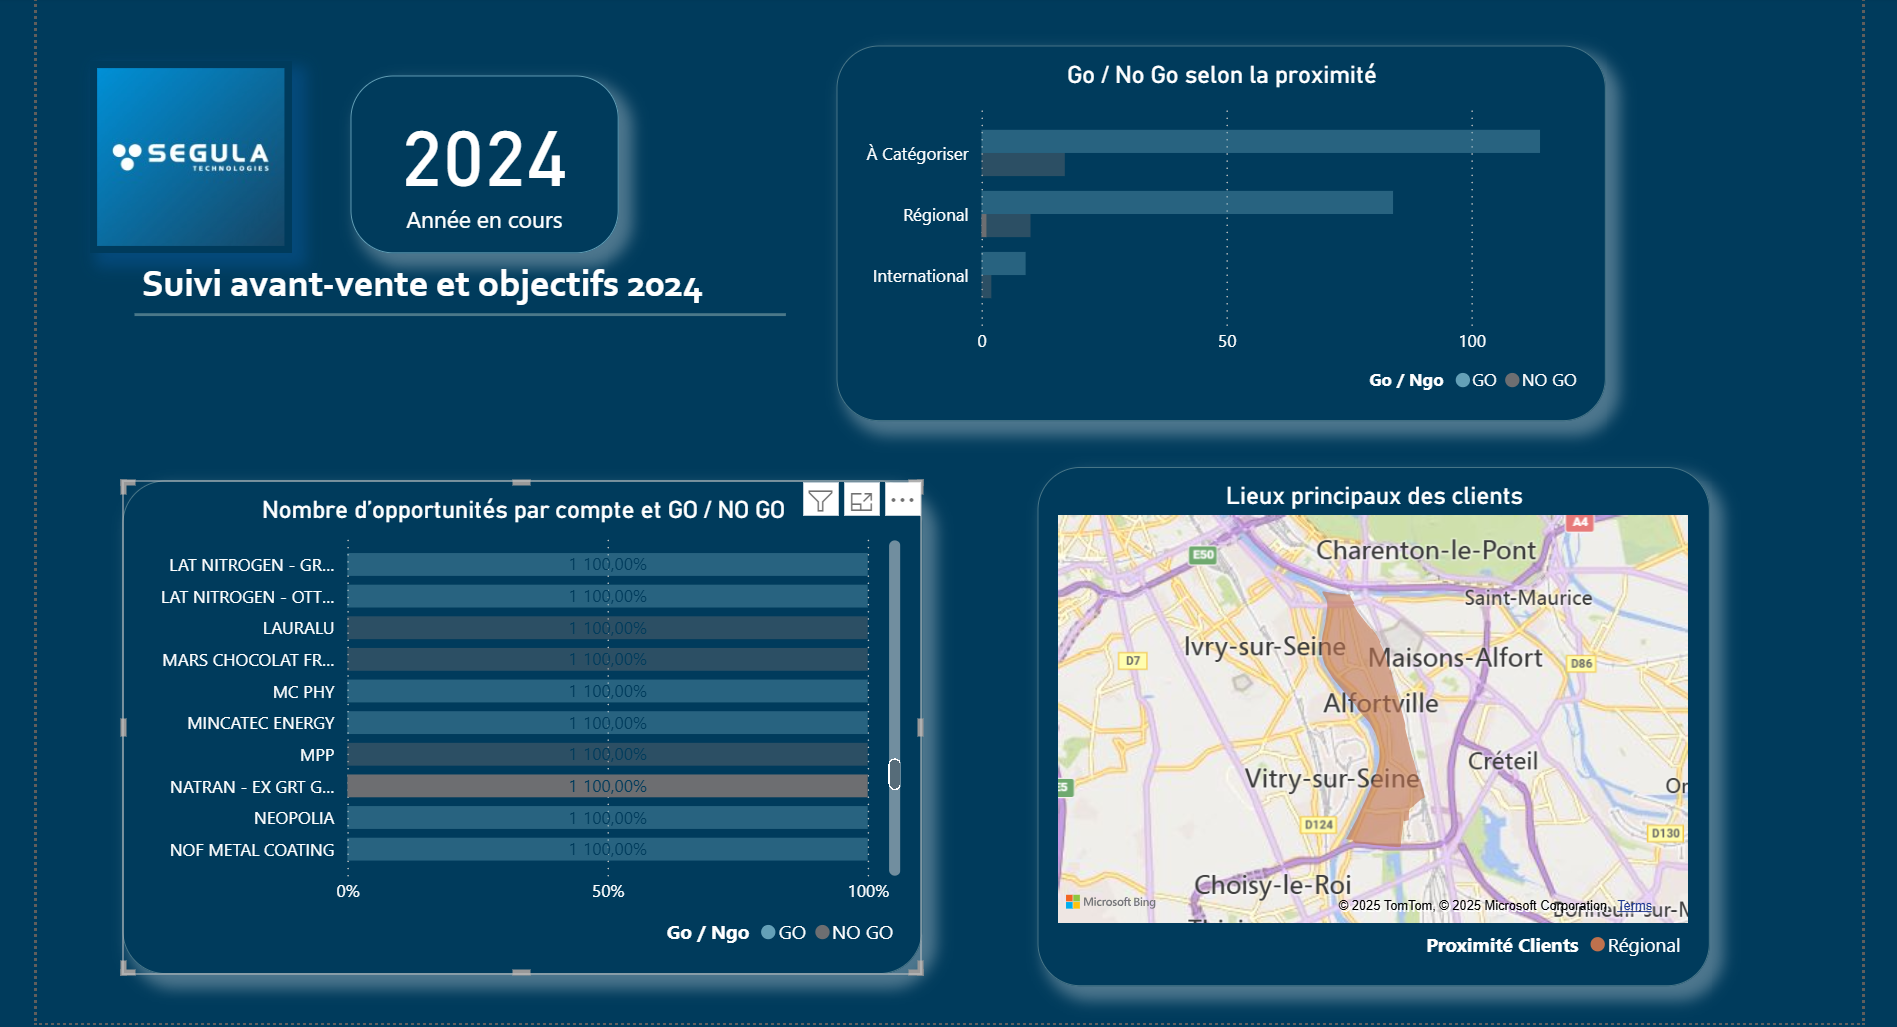 SEGULA
TECHNOLOGIES
2024
Année en cours
Suivi avant-vente et objectifs 2024
Go / No Go selon la proximité
À Catégoriser
Régional
International
0 50 100
Go / Ngo GO NO GO
Nombre d'opportunités par compte et GO / NO GO
LAT NITROGEN - GR... 1 100,00%
LAT NITROGEN - OTT... 1 100,00%
LAURALU 1 100,00%
MARS CHOCOLAT FR... 1 100,00%
MC PHY 1 100,00%
MINCATEC ENERGY 1 100,00%
MPP 1 100,00%
NATRAN - EX GRT G... 1 100,00%
NEOPOLIA 1 100,00%
NOF METAL COATING 1 100,00%
0% 50% 100%
Go / Ngo GO NO GO
Lieux principaux des clients
A4
E50
Charenton-le-Pont
Saint-Maurice
Ivry-sur-Seine
D7
Maisons-Alfort
D86
Alfortville
Créteil
Vitry-sur-Seine
D124
D130
Choisy-le-Roi
Microsoft Bing
© 2025 TomTom, © 2025 Microsoft Corporation Terms
Proximité Clients Régional